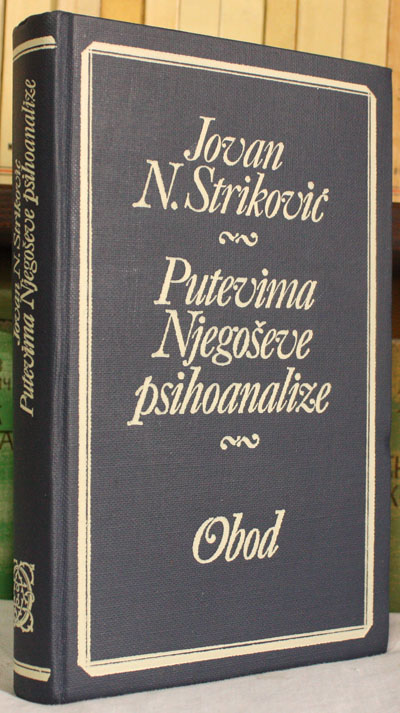 Jovan
N. Striković
Putevima
Njegoševe
psihoanalize
Obod
Jovan N. Striković
Putevima Njegoševe psihoanalize